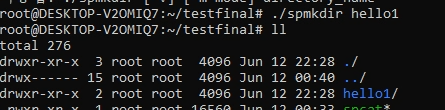 root@DESKTOP-V2OMIQ7:~/testfinal# ./spmkdir hello1
root@DESKTOP-V2OMIQ7:~/testfinal# ll
total 276
drwxr-xr-x 3 root root 4096 Jun 12 22:28 ./
drwx------ 15 root root 4096 Jun 12 00:40 ../
drwxr-xr-x 2 root root 4096 Jun 12 22:28 hello1/
-rwxr-xr-x 1 root root 16560 Jun 12 00:33 spcat*